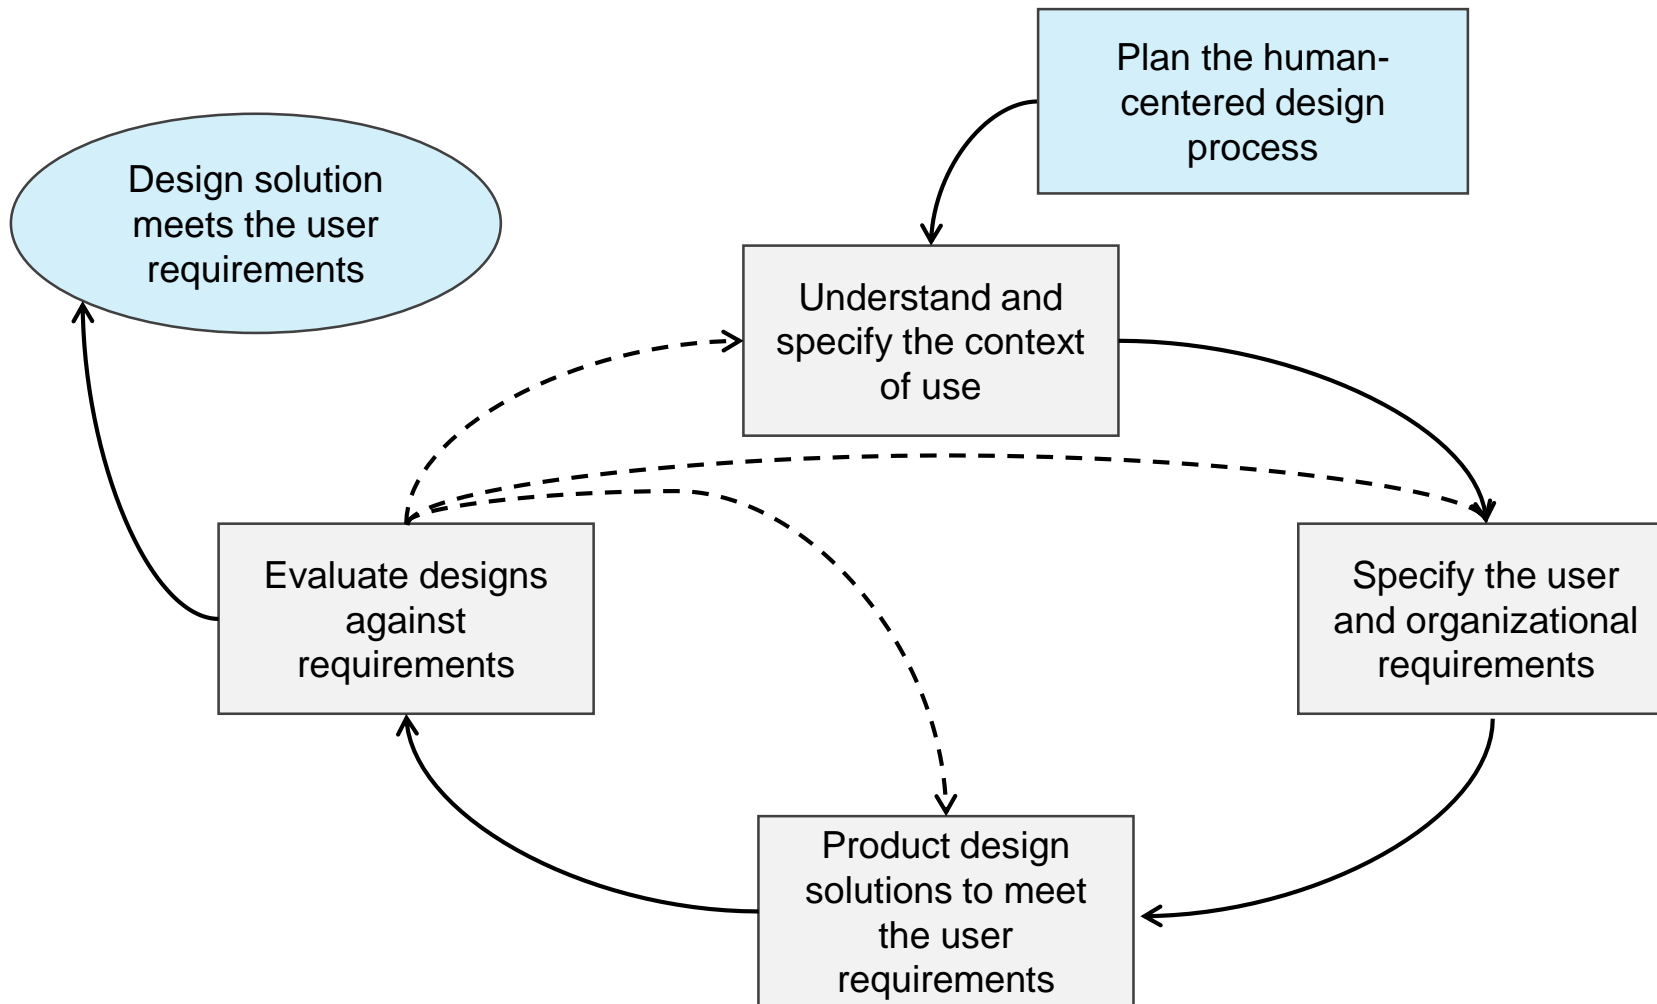 Plan the human-
centered design
process
Design solution
meets the user
requirements
Understand and
specify the context
of use
Evaluate designs
against
requirements
Specify the user
and organizational
requirements
Product design
solutions to meet
the user
requirements